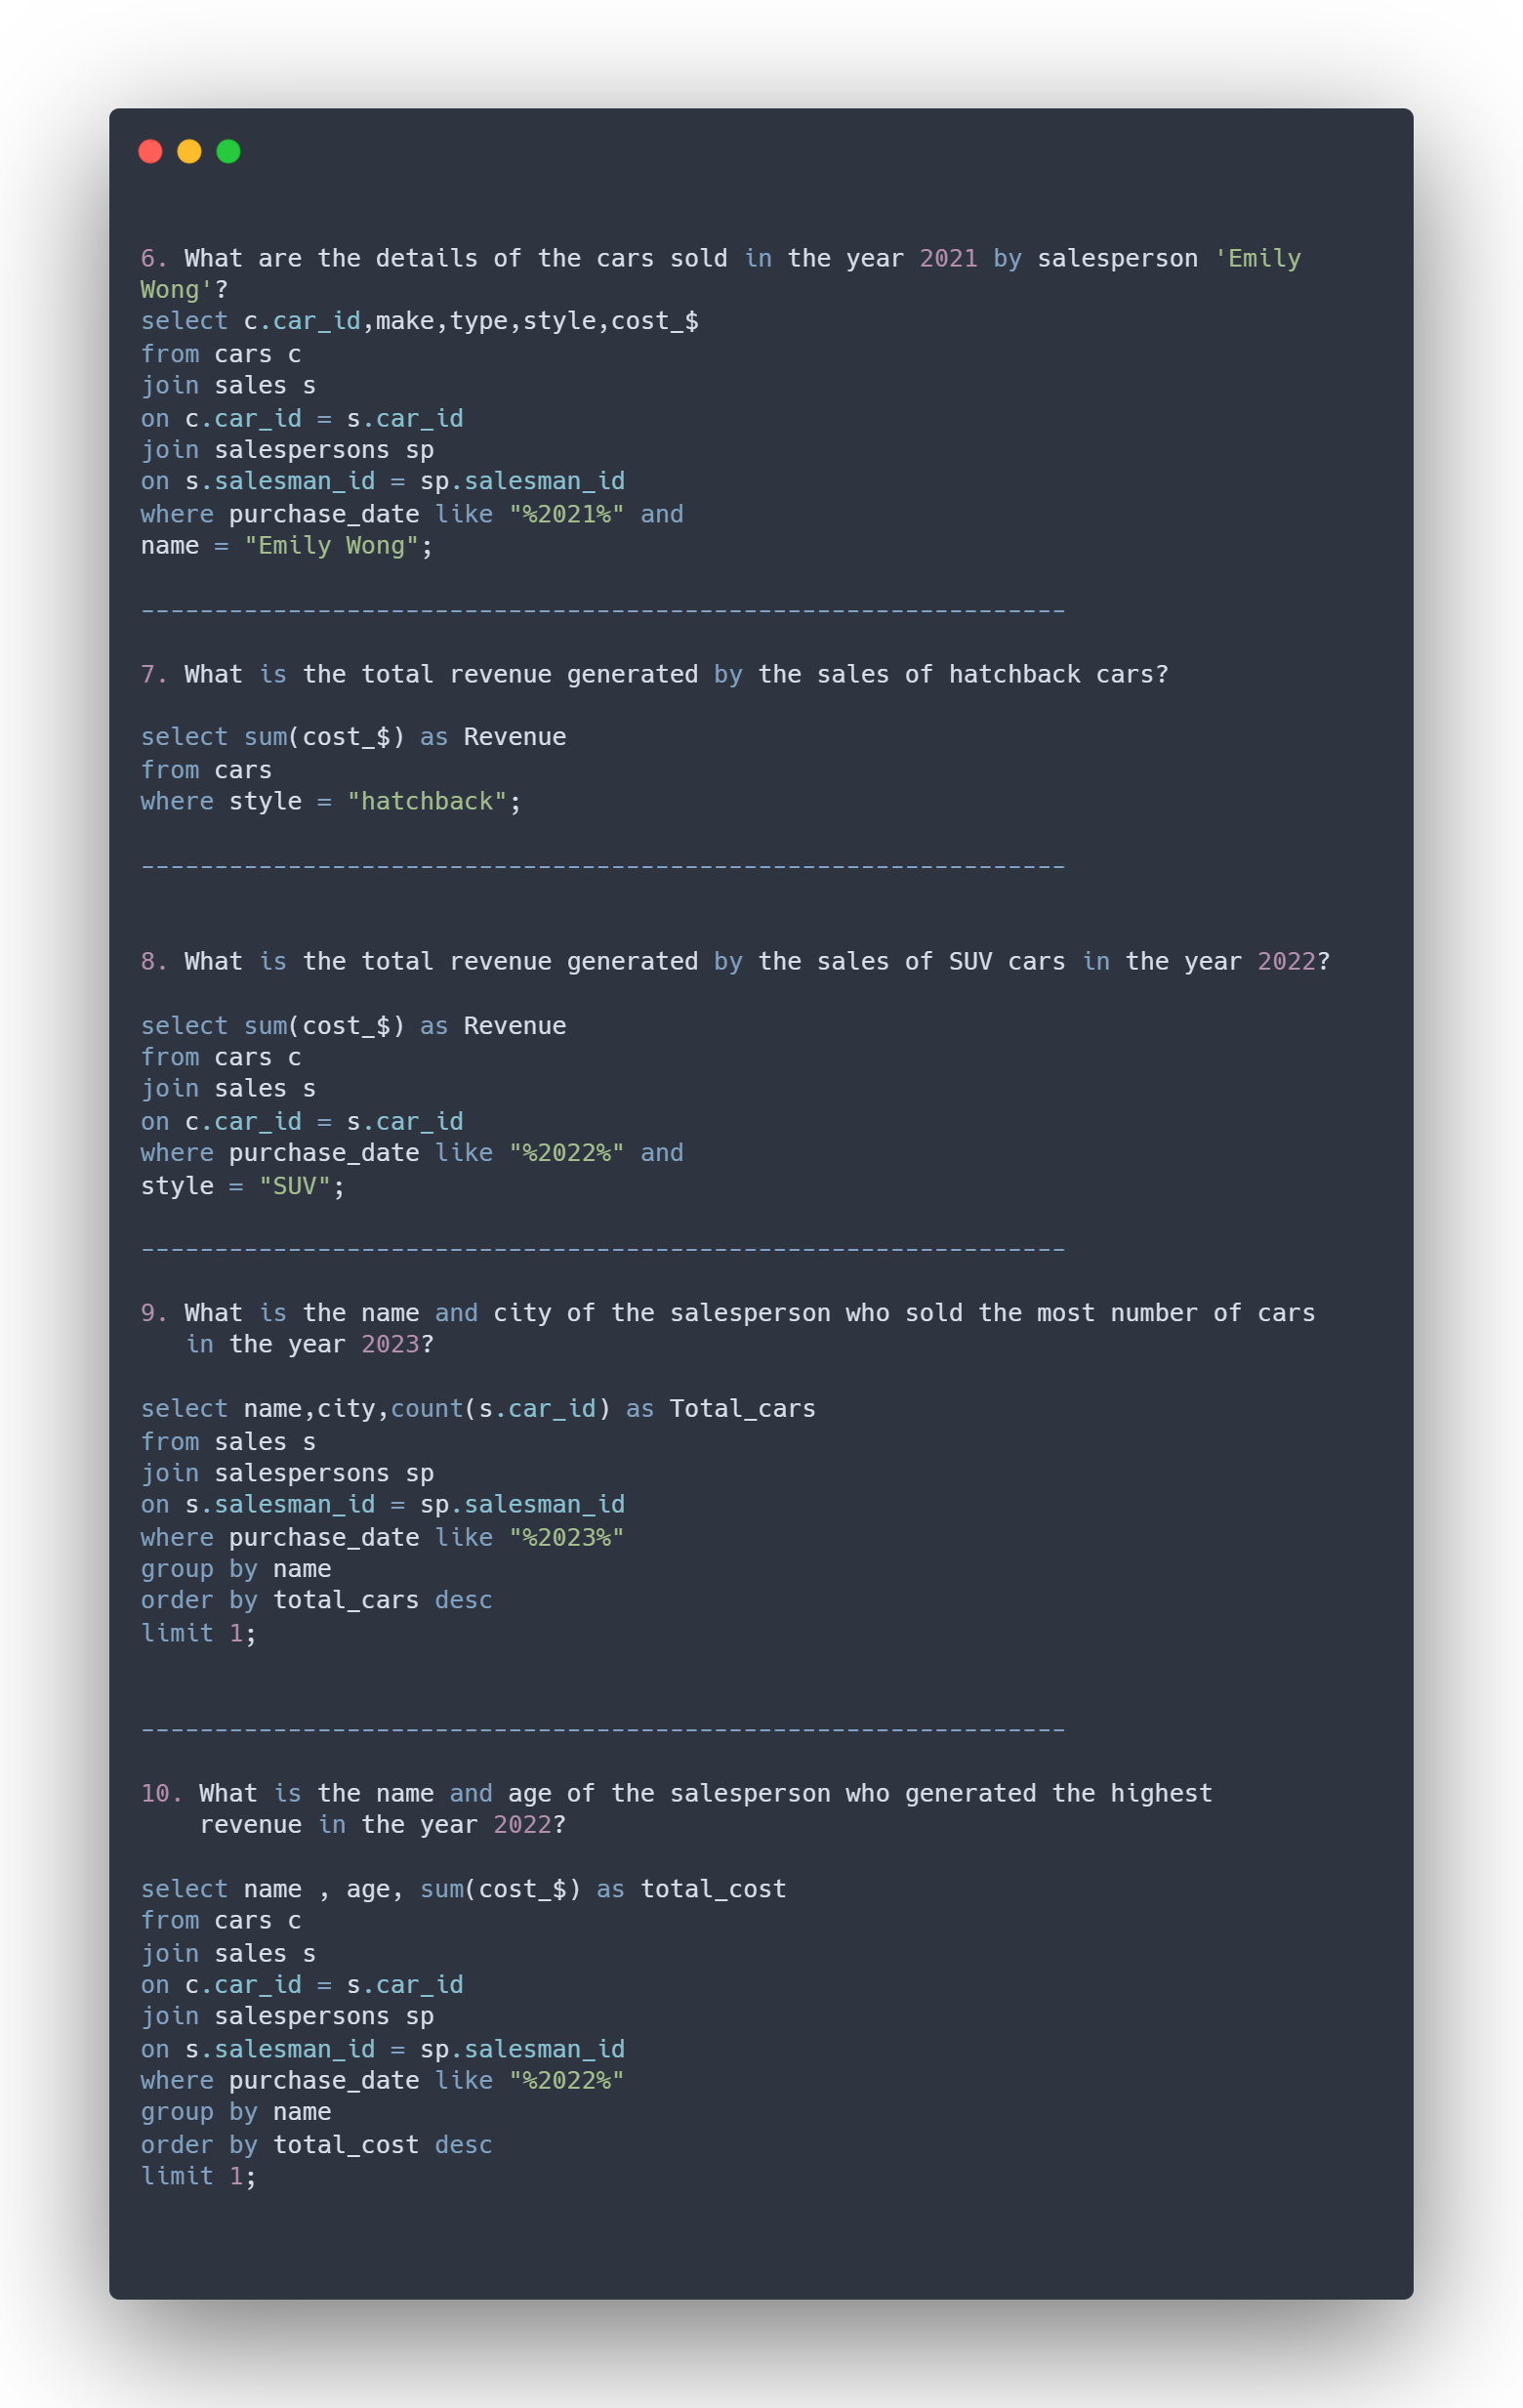 6. What are the details of the cars sold in the year 2021 by salesperson 'Emily
Wong'?
select c.car_id,make,type,style,cost_$
from cars c
join sales s
on c.car_id = s.car_id
join salespersons sp
on s.salesman_id = sp.salesman_id
where purchase_date like "%2021%" and
name = "Emily Wong";
---------------------------------------------------------------
7. What is the total revenue generated by the sales of hatchback cars?
select sum(cost_$) as Revenue
from cars
where style = "hatchback";
---------------------------------------------------------------
8. What is the total revenue generated by the sales of SUV cars in the year 2022?
select sum(cost_$) as Revenue
from cars c
join sales s
on c.car_id = s.car_id
where purchase_date like "%2022%" and
style = "SUV";
---------------------------------------------------------------
9. What is the name and city of the salesperson who sold the most number of cars
in the year 2023?
select name,city,count(s.car_id) as Total_cars
from sales s
join salespersons sp
on s.salesman_id = sp.salesman_id
where purchase_date like "%2023%"
group by name
order by total_cars desc
limit 1;
---------------------------------------------------------------
10. What is the name and age of the salesperson who generated the highest
revenue in the year 2022?
select name , age, sum(cost_$) as total_cost
from cars c
join sales s
on c.car_id = s.car_id
join salespersons sp
on s.salesman_id = sp.salesman_id
where purchase_date like "%2022%"
group by name
order by total_cost desc
limit 1;